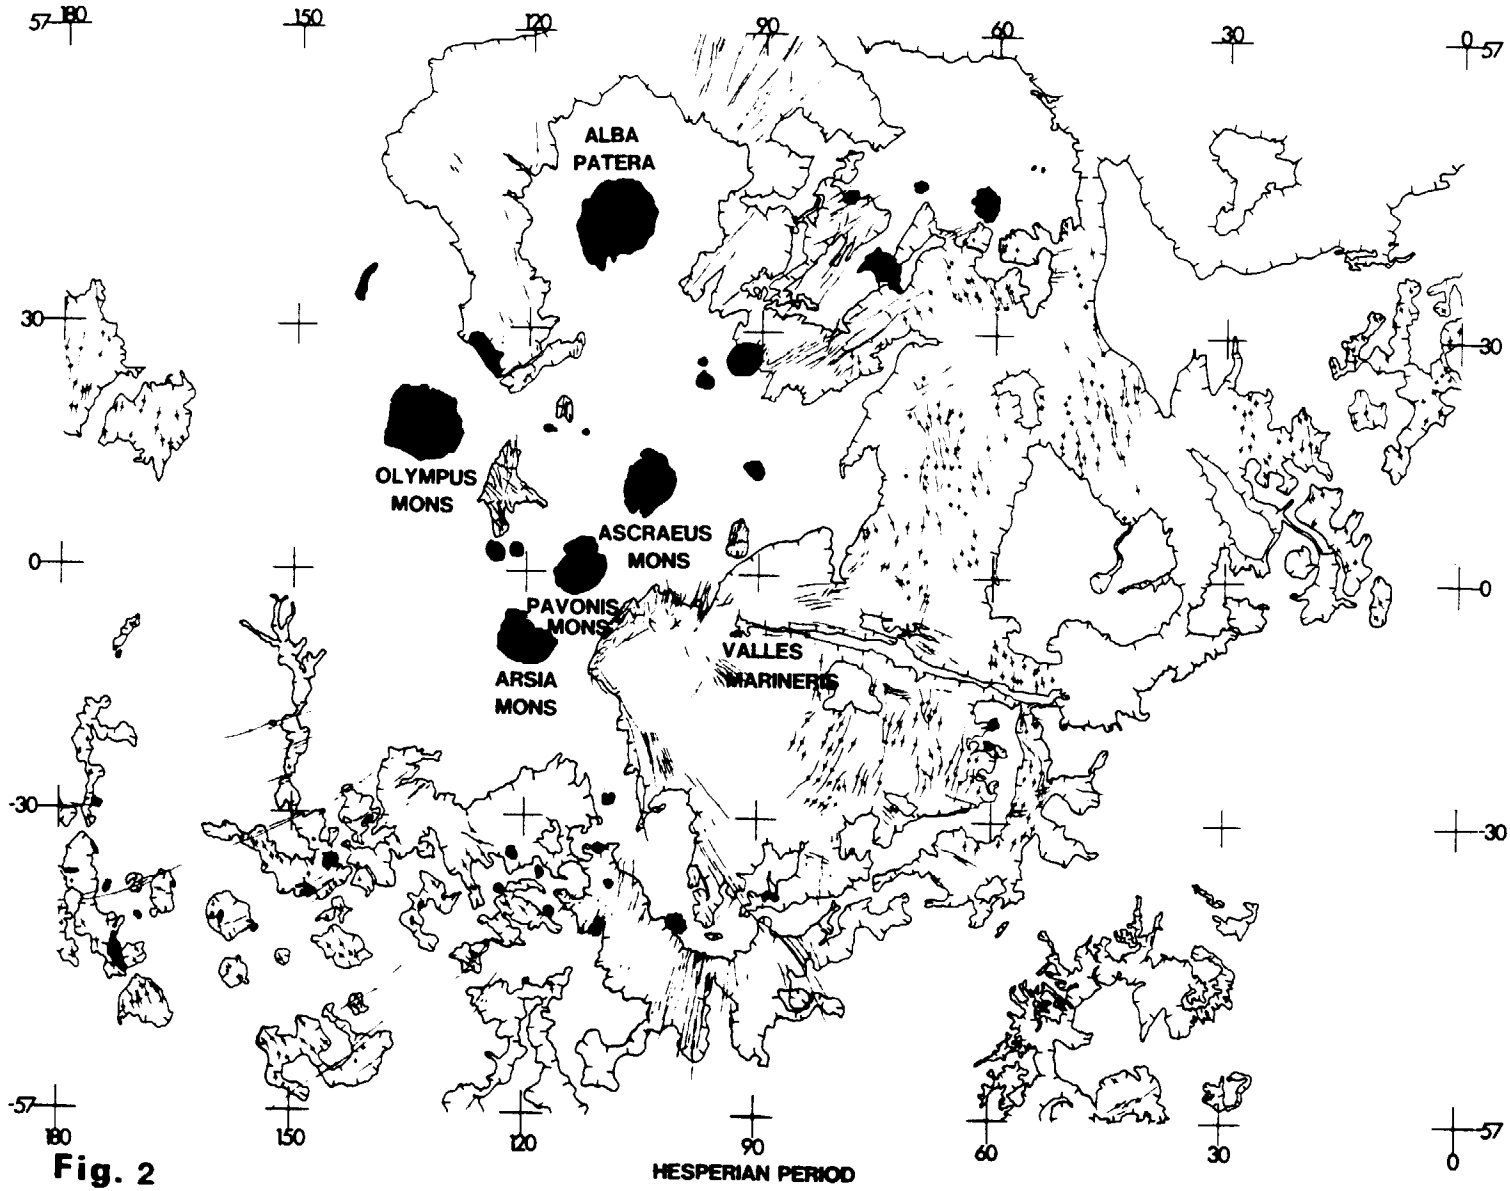 180 150 120 90 60 30 0
57 57
ALBA
PATERA
30 30
OLYMPUS
MONS
ASCRAEUS
MONS
0 0
PAVONIS
MONS
VALLES
MARINERIS
ARSIA
MONS
-30 -30
-57 -57
180 150 120 90 60 30 0
Fig. 2
HESPERIAN PERIOD